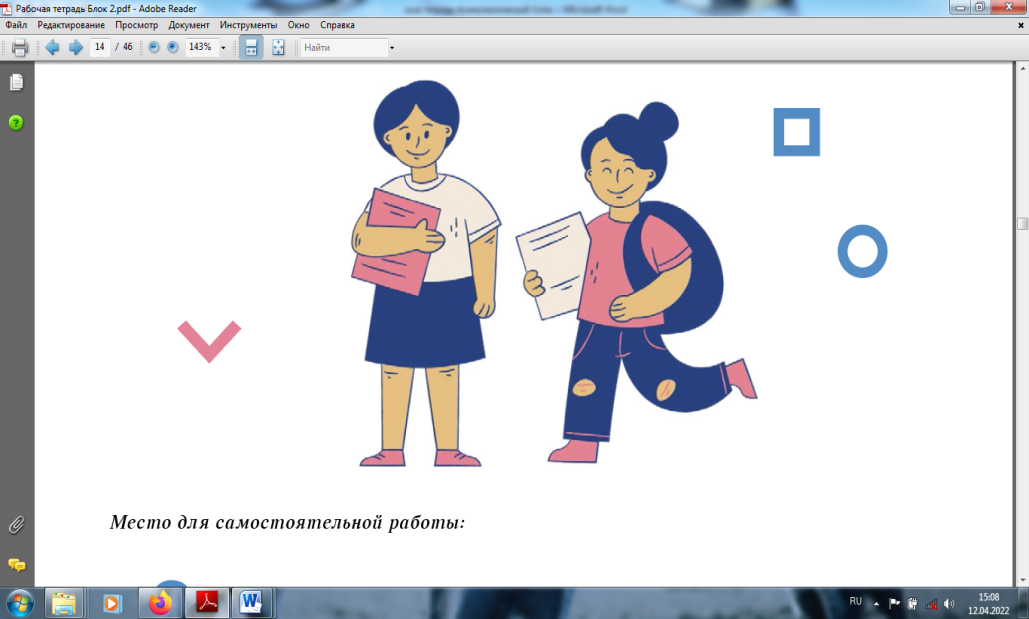 Рабочая тетрадь Блок 2.pdf - Adobe Reader
Файл Редактирование Просмотр Документ Инструменты Окно Справка
14 / 46 143% Найти
Место для самостоятельной работы:
RU
15:08
12.04.2022